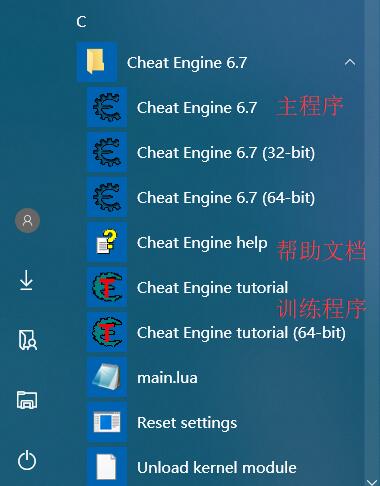 C
Cheat Engine 6.7
Cheat Engine 6.7 主程序
Cheat Engine 6.7 (32-bit)
Cheat Engine 6.7 (64-bit)
Cheat Engine help 帮助文档
Cheat Engine tutorial
训练程序
Cheat Engine tutorial (64-bit)
main.lua
Reset settings
Unload kernel module